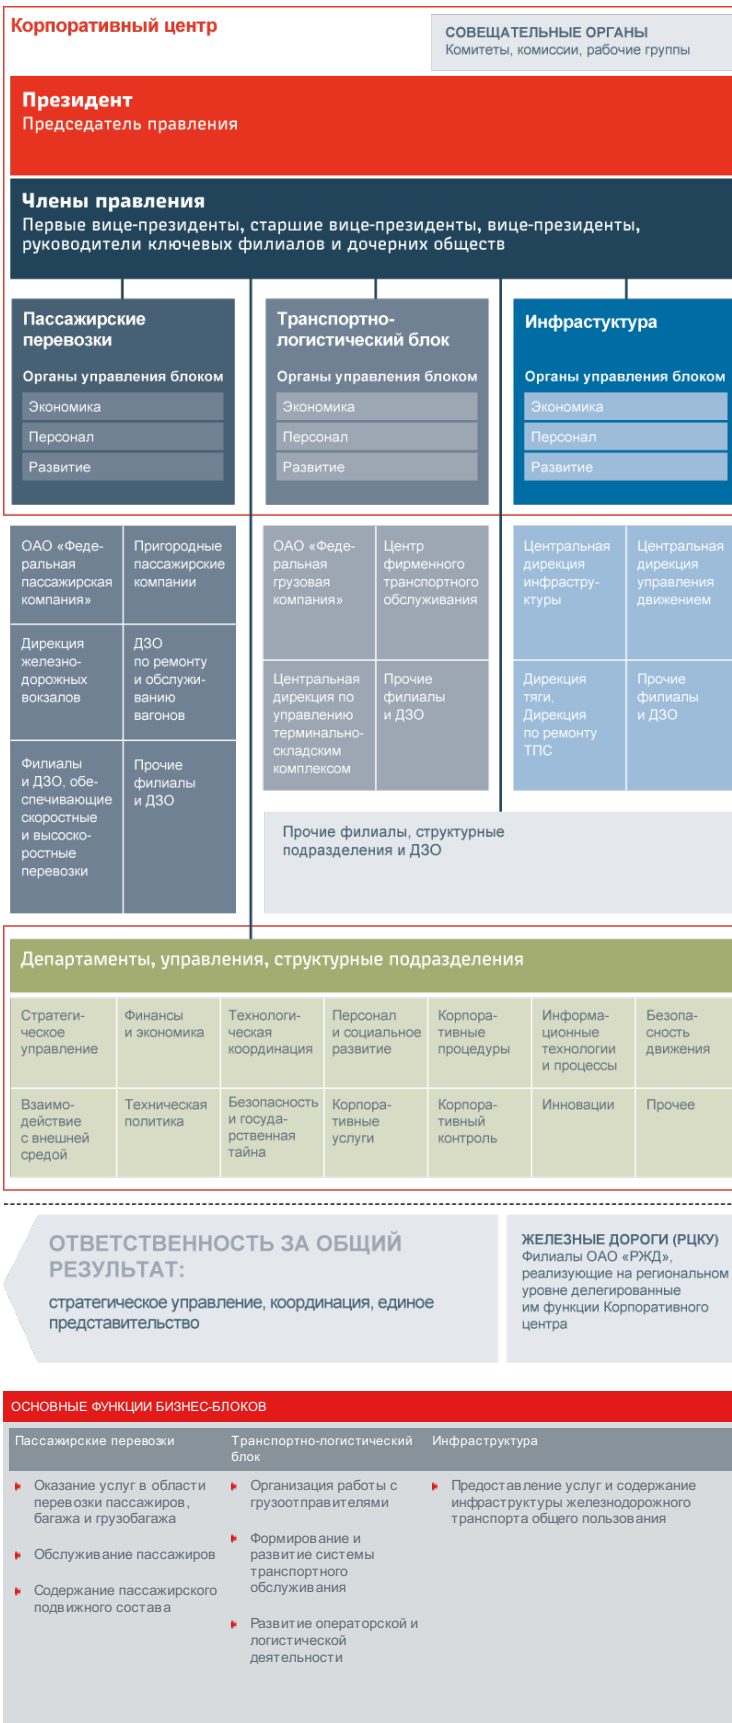 Корпоративный центр
СОВЕЩАТЕЛЬНЫЕ ОРГАНЫ
Комитеты, комиссии, рабочие группы
Президент
Председатель правления
Члены правления
Первые вице-президенты, старшие вице-президенты, вице-президенты,
руководители ключевых филиалов и дочерних обществ
Пассажирские
перевозки
Органы управления блоком
Экономика
Персонал
Развитие
Транспортно-
логистический блок
Органы управления блоком
Экономика
Персонал
Развитие
Инфрастуктура
Органы управления блоком
Экономика
Персонал
Развитие
ОАО «Феде-
ральная
пассажирская
компания»
Пригородные
пассажирские
компании
Дирекция
железно-
дорожных
вокзалов
ДЗО
по ремонту
и обслужи-
ванию
вагонов
Филиалы
и ДЗО, обе-
спечивающие
скоростные
и высоско-
ростные
перевозки
Прочие
филиалы
и ДЗО
ОАО «Феде-
ральная
грузовая
компания»
Центр
фирменного
транспортного
обслуживания
Центральная
дирекция по
управлению
терминально-
складским
комплексом
Прочие
филиалы
и ДЗО
Центральная
дирекция
инфрастру-
ктуры
Центральная
дирекция
управления
движением
Дирекция
тяги,
Дирекция
по ремонту
ТПС
Прочие
филиалы
и ДЗО
Прочие филиалы, структурные
подразделения и ДЗО
Департаменты, управления, структурные подразделения
Стратеги-
ческое
управление
Финансы
и экономика
Технологи-
ческая
координация
Персонал
и социальное
развитие
Корпора-
тивные
процедуры
Информа-
ционные
технологии
и процессы
Безопа-
сность
движения
Взаимо-
действие
с внешней
средой
Техническая
политика
Безопасность
и госуда-
рственная
тайна
Корпора-
тивные
услуги
Корпора-
тивный
контроль
Инновации
Прочее
ОТВЕТСТВЕННОСТЬ ЗА ОБЩИЙ
РЕЗУЛЬТАТ:
стратегическое управление, координация, единое
представительство
ЖЕЛЕЗНЫЕ ДОРОГИ (РЦКУ)
Филиалы ОАО «РЖД»,
реализующие на региональном
уровне делегированные
им функции Корпоративного
центра
ОСНОВНЫЕ ФУНКЦИИ БИЗНЕС-БЛОКОВ
Пассажирские перевозки
Оказание услуг в области
перевозки пассажиров,
багажа и грузобагажа
Обслуживание пассажиров
Содержание пассажирского
подвижного состава
Транспортно-логистический
блок
Организация работы с
грузоотправителями
Формирование и
развитие системы
транспортного
обслуживания
Развитие операторской и
логистической
деятельности
Инфраструктура
Предоставление услуг и содержание
инфраструктуры железнодорожного
транспорта общего пользования